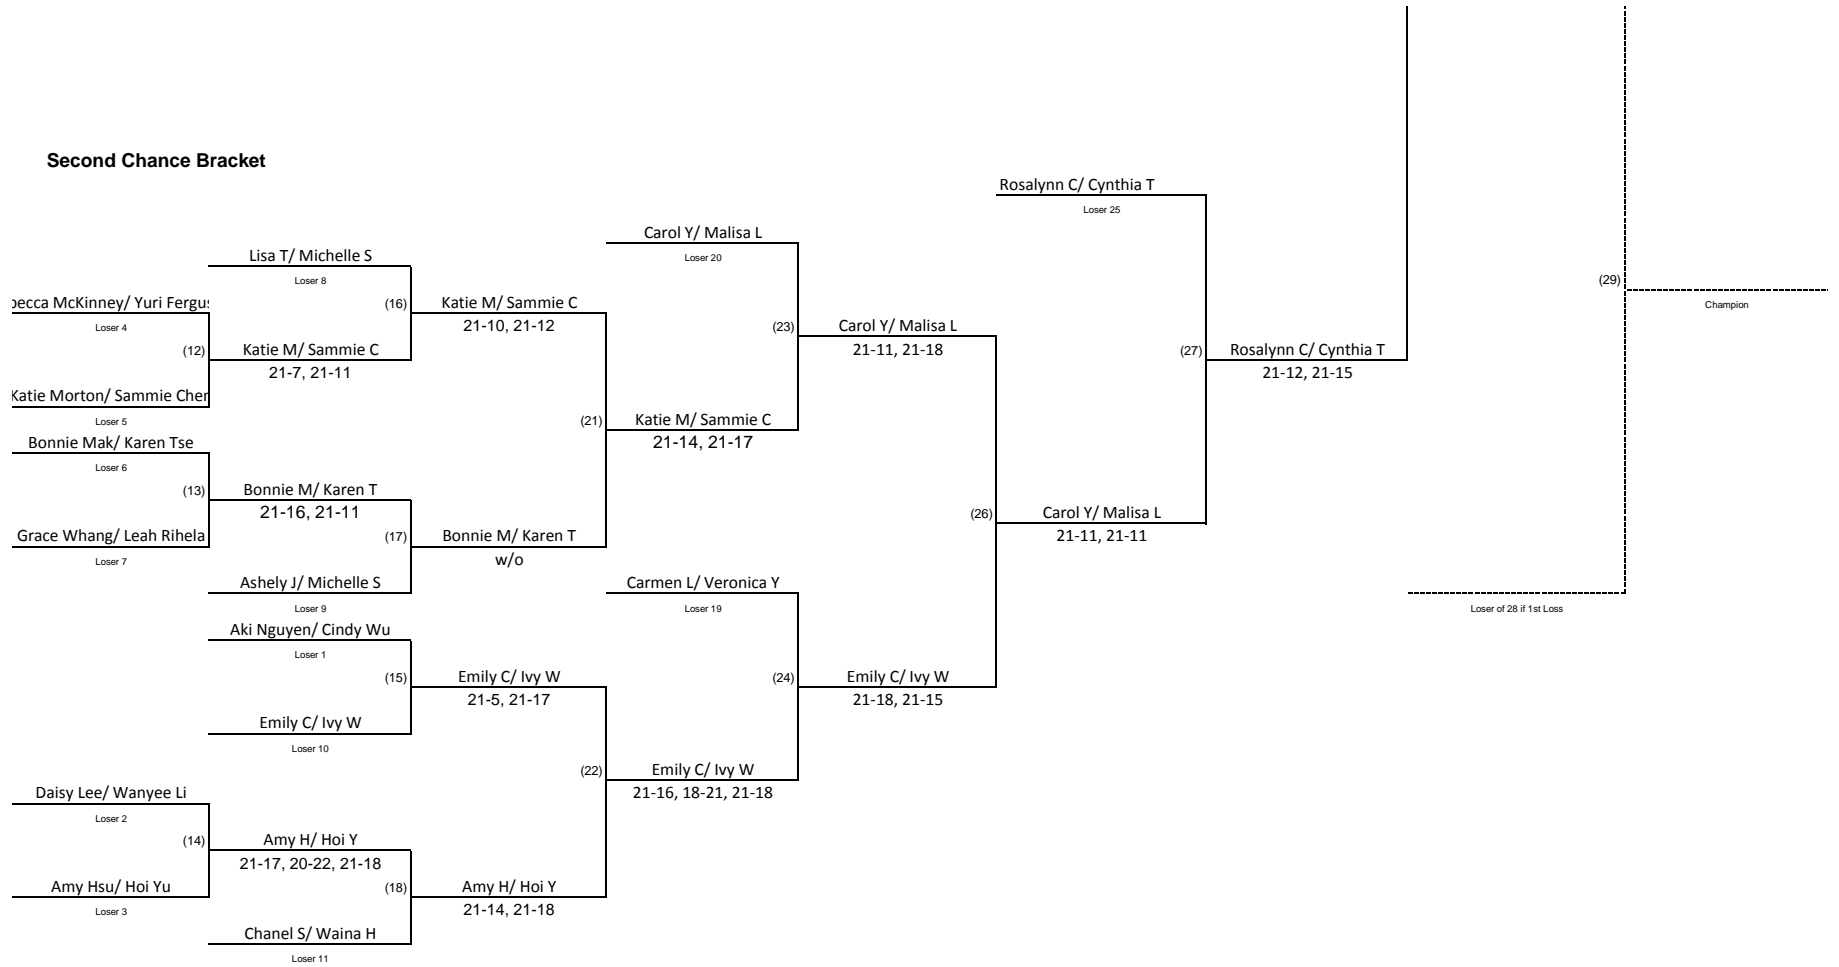 Second Chance Bracket
Rosalynn C/ Cynthia T
Loser 25
Carol Y/ Malisa L
Loser 20
Lisa T/ Michelle S
Loser 8
(29)
McKinney/ Yuri
(16) Katie M/ Sammie C
Champion
Loser 4
21-10, 21-12
(23) Carol Y/ Malisa L
(12) Katie M/ Sammie C
21-11, 21-18
(27) Rosalynn C/ Cynthia T
21-7, 21-11
21-12, 21-15
Katie Morton/ Sammie
Loser 5
(21) Katie M/ Sammie C
Bonnie Mak/ Karen Tse
21-14, 21-17
Loser 6
(13) Bonnie M/ Karen T
21-16, 21-11
(26) Carol Y/ Malisa L
Grace Whang/ Leah Rihela
(17) Bonnie M/ Karen T
21-11, 21-11
Loser 7
w/o
Ashely J/ Michelle S
Carmen L/ Veronica Y
Loser 9
Loser 19
Loser of 28 if 1st Loss
Aki Nguyen/ Cindy Wu
Loser 1
(15) Emily C/ Ivy W
(24) Emily C/ Ivy W
21-5, 21-17
21-18, 21-15
Emily C/ Ivy W
Loser 10
(22) Emily C/ Ivy W
Daisy Lee/ Wanyee Li
21-16, 18-21, 21-18
Loser 2
(14) Amy H/ Hoi Y
21-17, 20-22, 21-18
Amy Hsu/ Hoi Yu
(18) Amy H/ Hoi Y
Loser 3
21-14, 21-18
Chanel S/ Waina H
Loser 11